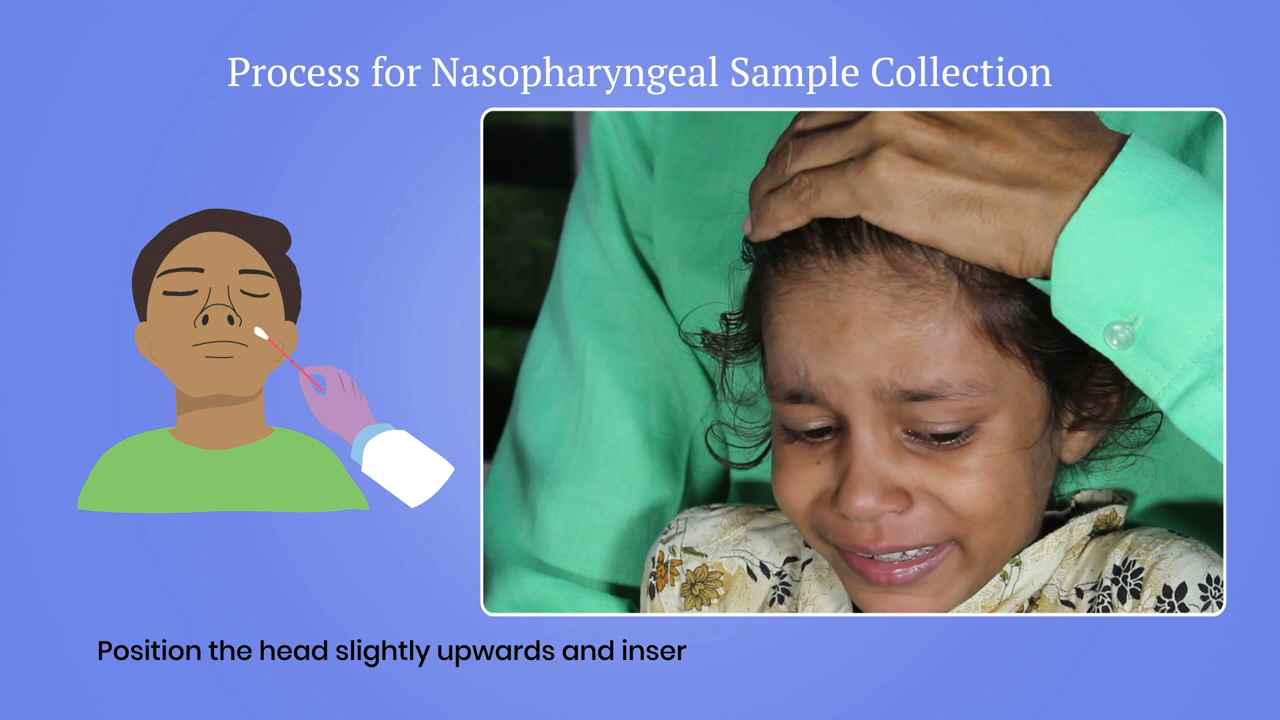 Process for Nasopharyngeal Sample Collection
Position the head slightly upwards and inser